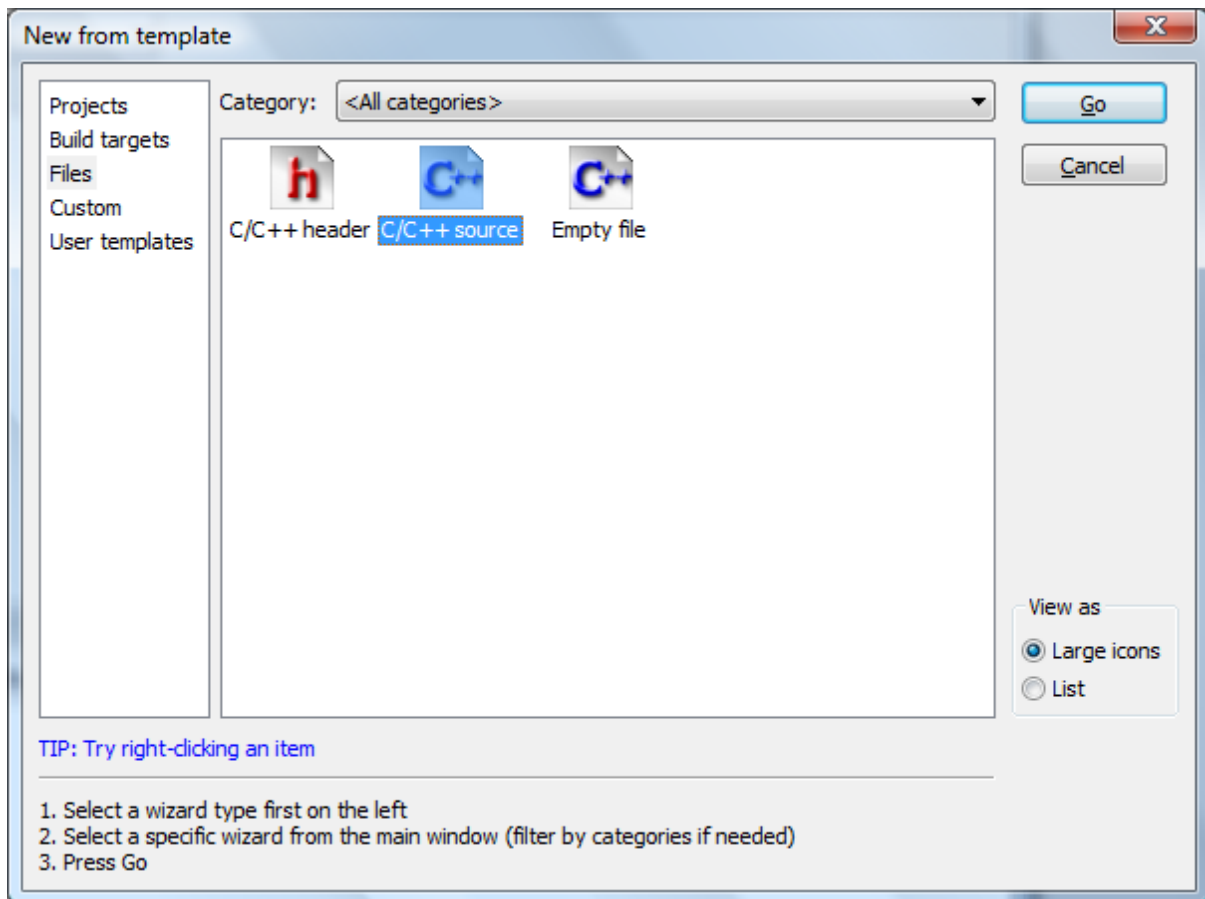 New from template
Projects
Build targets
Files
Custom
User templates
Category: <All categories>
h
C++
C++
C/C++ header
C/C++ source
Empty file
Go
Cancel
View as
Large icons
List
TIP: Try right-clicking an item
1. Select a wizard type first on the left
2. Select a specific wizard from the main window (filter by categories if needed)
3. Press Go